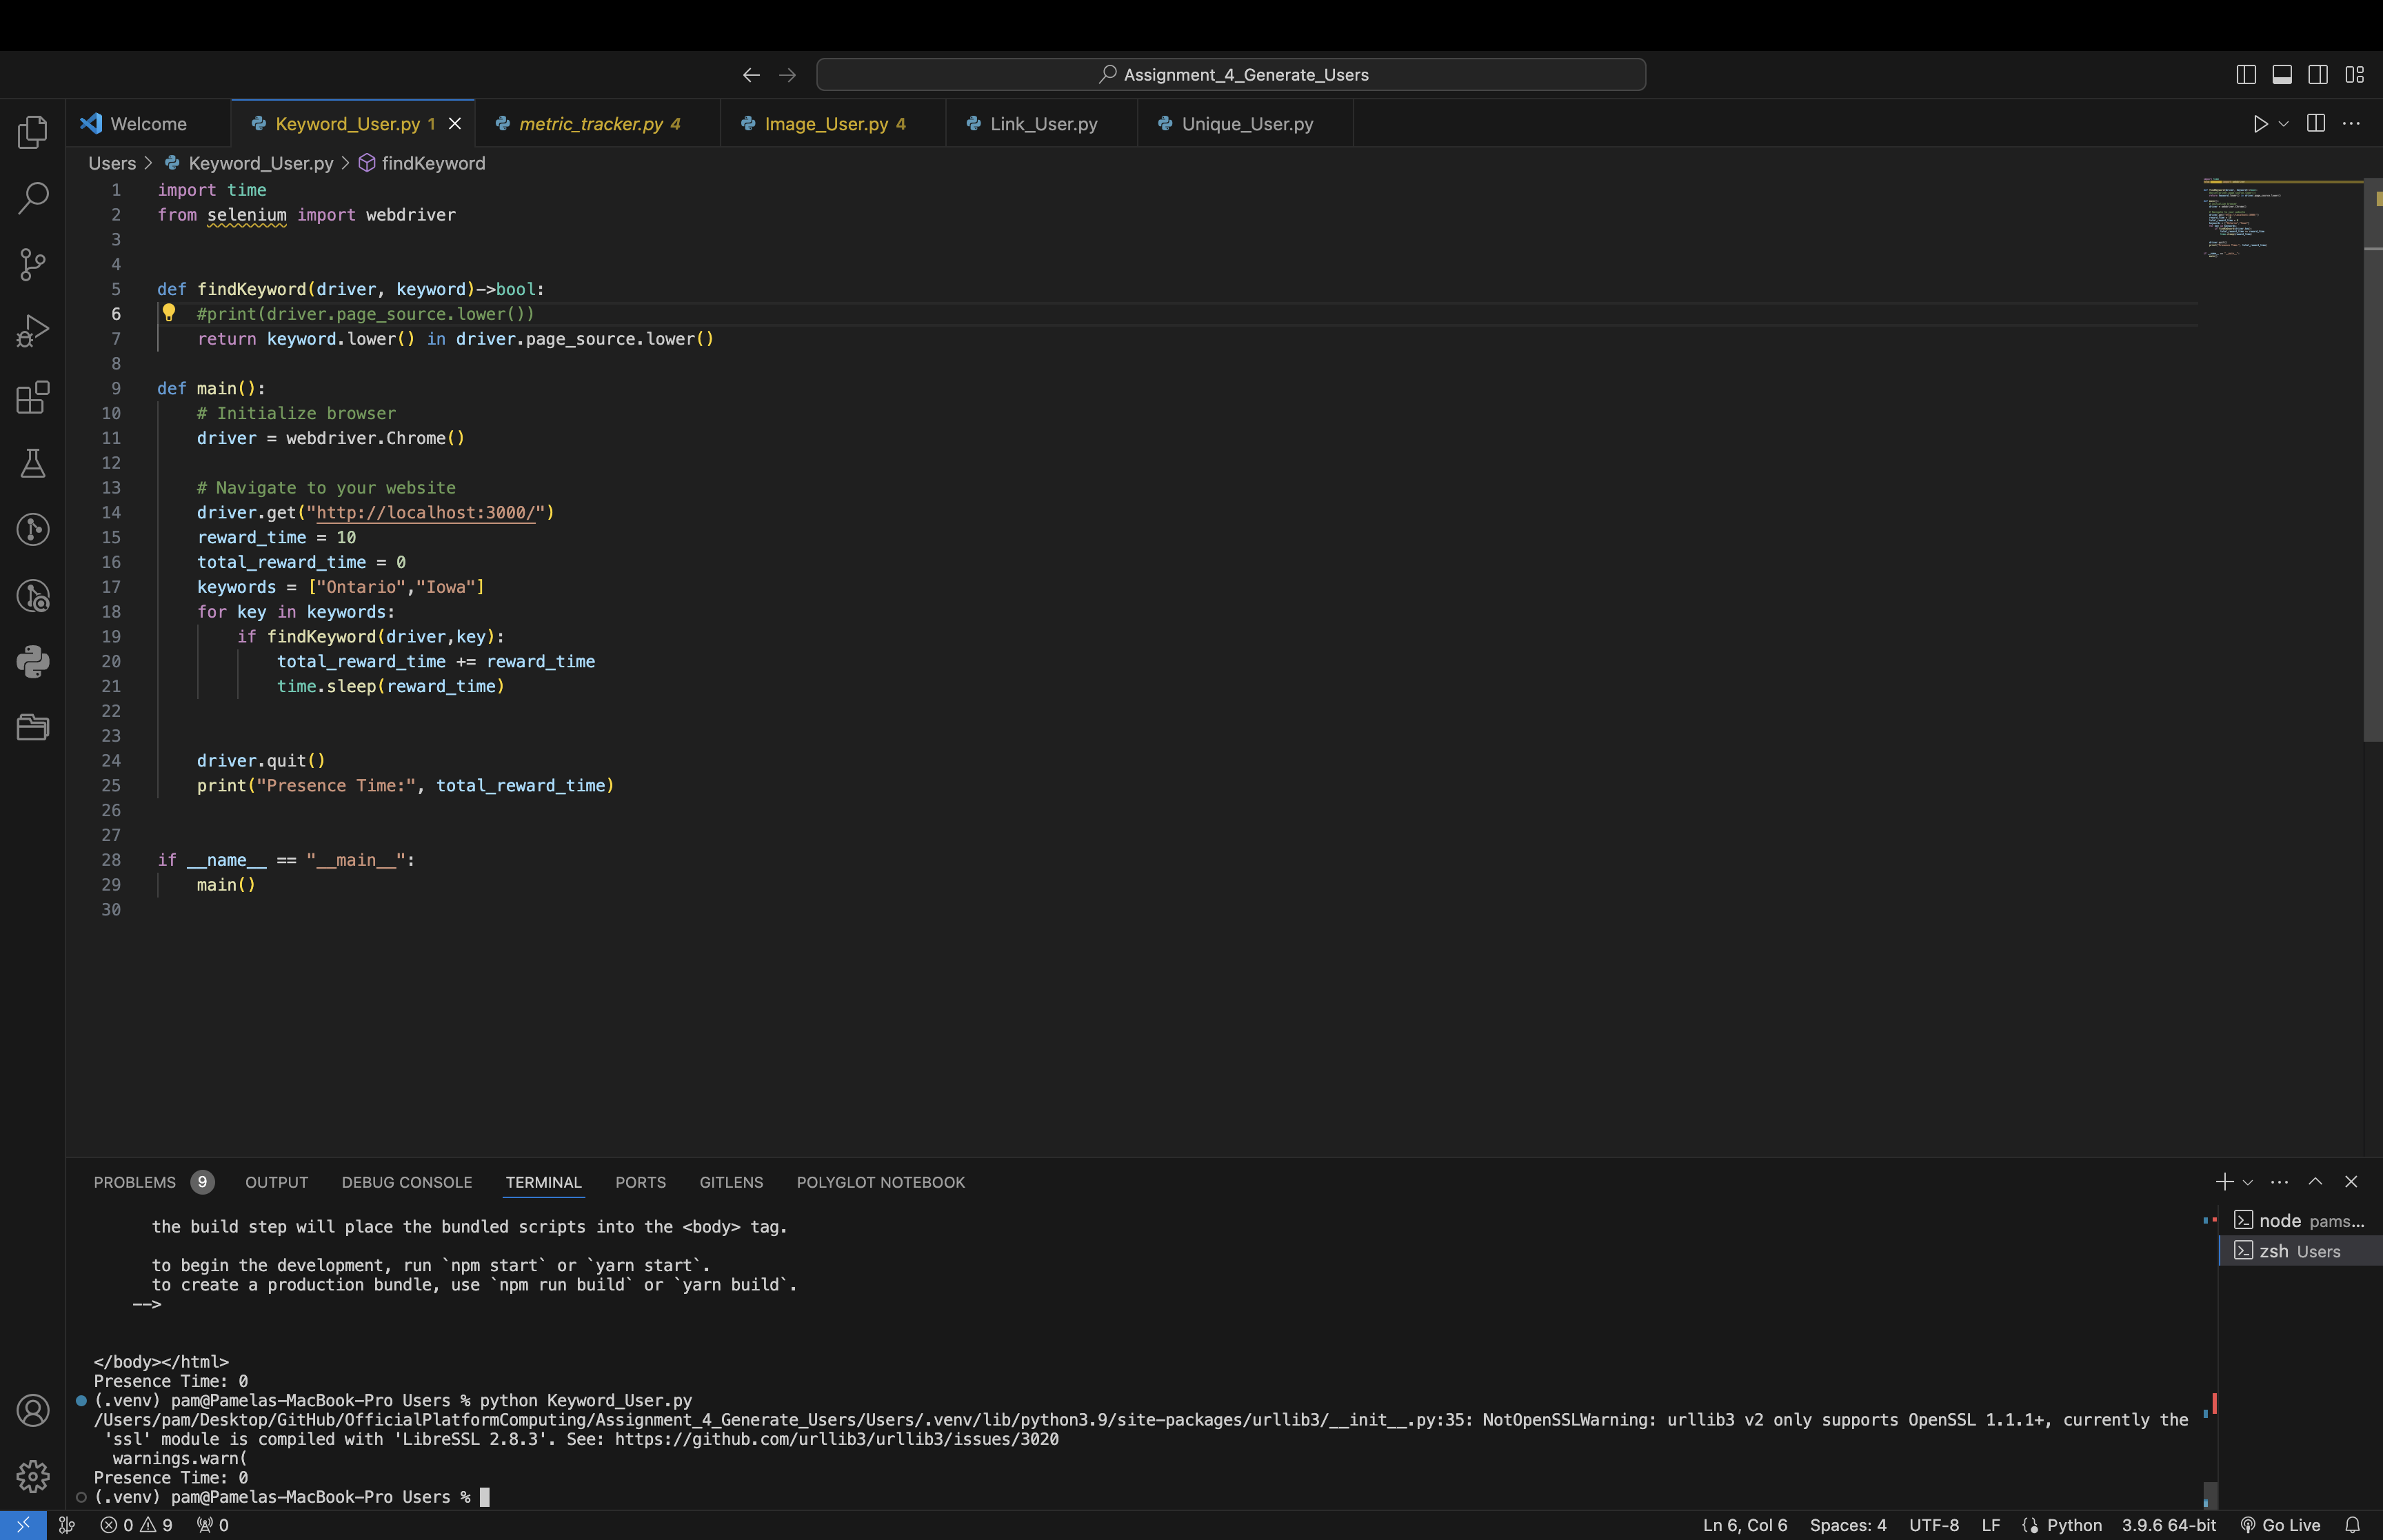 Assignment_4_Generate_Users
Welcome
Keyword_User.py 1
metric_tracker.py 4
Image_User.py 4
Link_User.py
Unique_User.py
Users > Keyword_User.py > findKeyword
1 import time
2 from selenium import webdriver
3
4
5 def findKeyword(driver, keyword)->bool:
6 #print(driver.page_source.lower())
7 return keyword.lower() in driver.page_source.lower()
8
9 def main():
10 # Initialize browser
11 driver = webdriver.Chrome()
12
13 # Navigate to your website
14 driver.get("http://localhost:3000/")
15 reward_time = 10
16 total_reward_time = 0
17 keywords = ["Ontario","Iowa"]
18 for key in keywords:
19 if findKeyword(driver,key):
20 total_reward_time += reward_time
21 time.sleep(reward_time)
22
23
24 driver.quit()
25 print("Presence Time:", total_reward_time)
26
27
28 if __name__ == "__main__":
29 main()
30
PROBLEMS 9 OUTPUT DEBUG CONSOLE TERMINAL PORTS GITLENS POLYGLOT NOTEBOOK
the build step will place the bundled scripts into the <body> tag.
to begin the development, run `npm start` or `yarn start`.
to create a production bundle, use `npm run build` or `yarn build`.
-->
</body></html>
Presence Time: 0
(.venv) pam@Pamelas-MacBook-Pro Users % python Keyword_User.py
/Users/pam/Desktop/GitHub/OfficialPlatformComputing/Assignment_4_Generate_Users/Users/.venv/lib/python3.9/site-packages/urllib3/__init__.py:35: NotOpenSSLWarning: urllib3 v2 only supports OpenSSL 1.1.1+, currently the
'ssl' module is compiled with 'LibreSSL 2.8.3'. See: https://github.com/urllib3/urllib3/issues/3020
warnings.warn(
Presence Time: 0
(.venv) pam@Pamelas-MacBook-Pro Users %
node pams...
zsh Users
0 9 0
Ln 6, Col 6 Spaces: 4 UTF-8 LF Python 3.9.6 64-bit Go Live